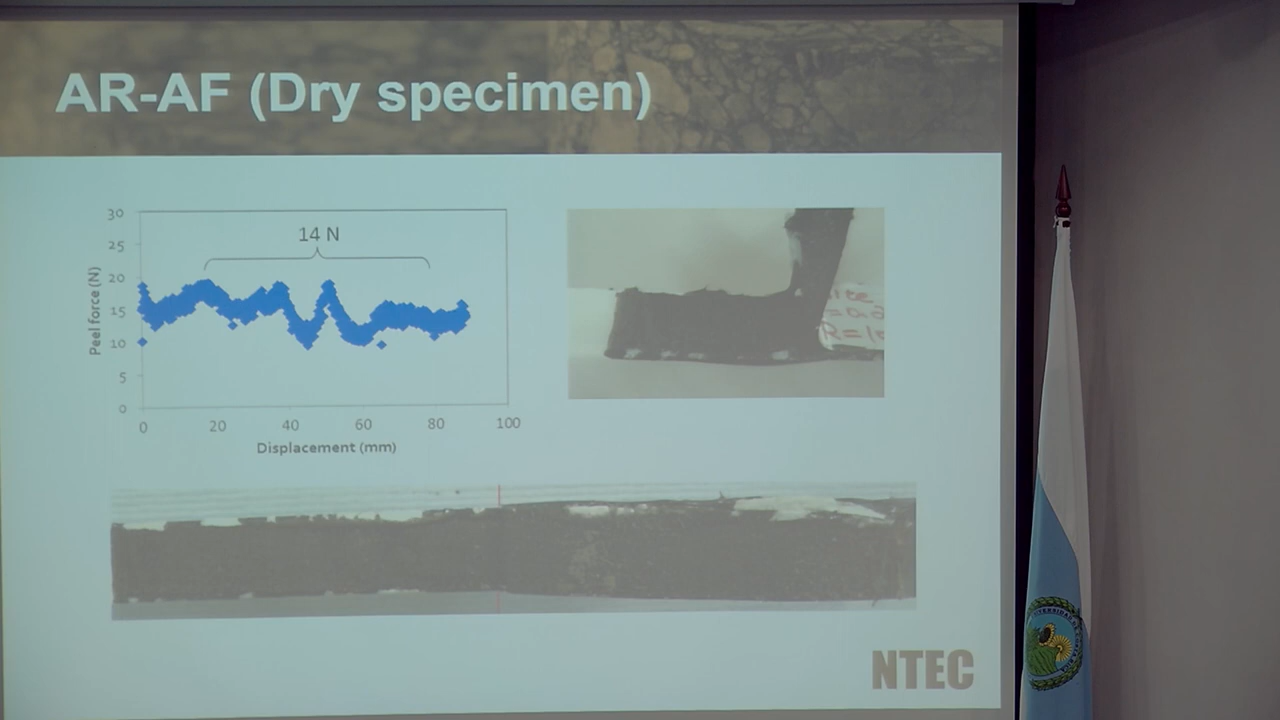 AR-AF (Dry specimen)
30
25
20
15
10
5
0
Peel force (N)
14 N
0
20
40
60
80
100
Displacement (mm)
NTEC